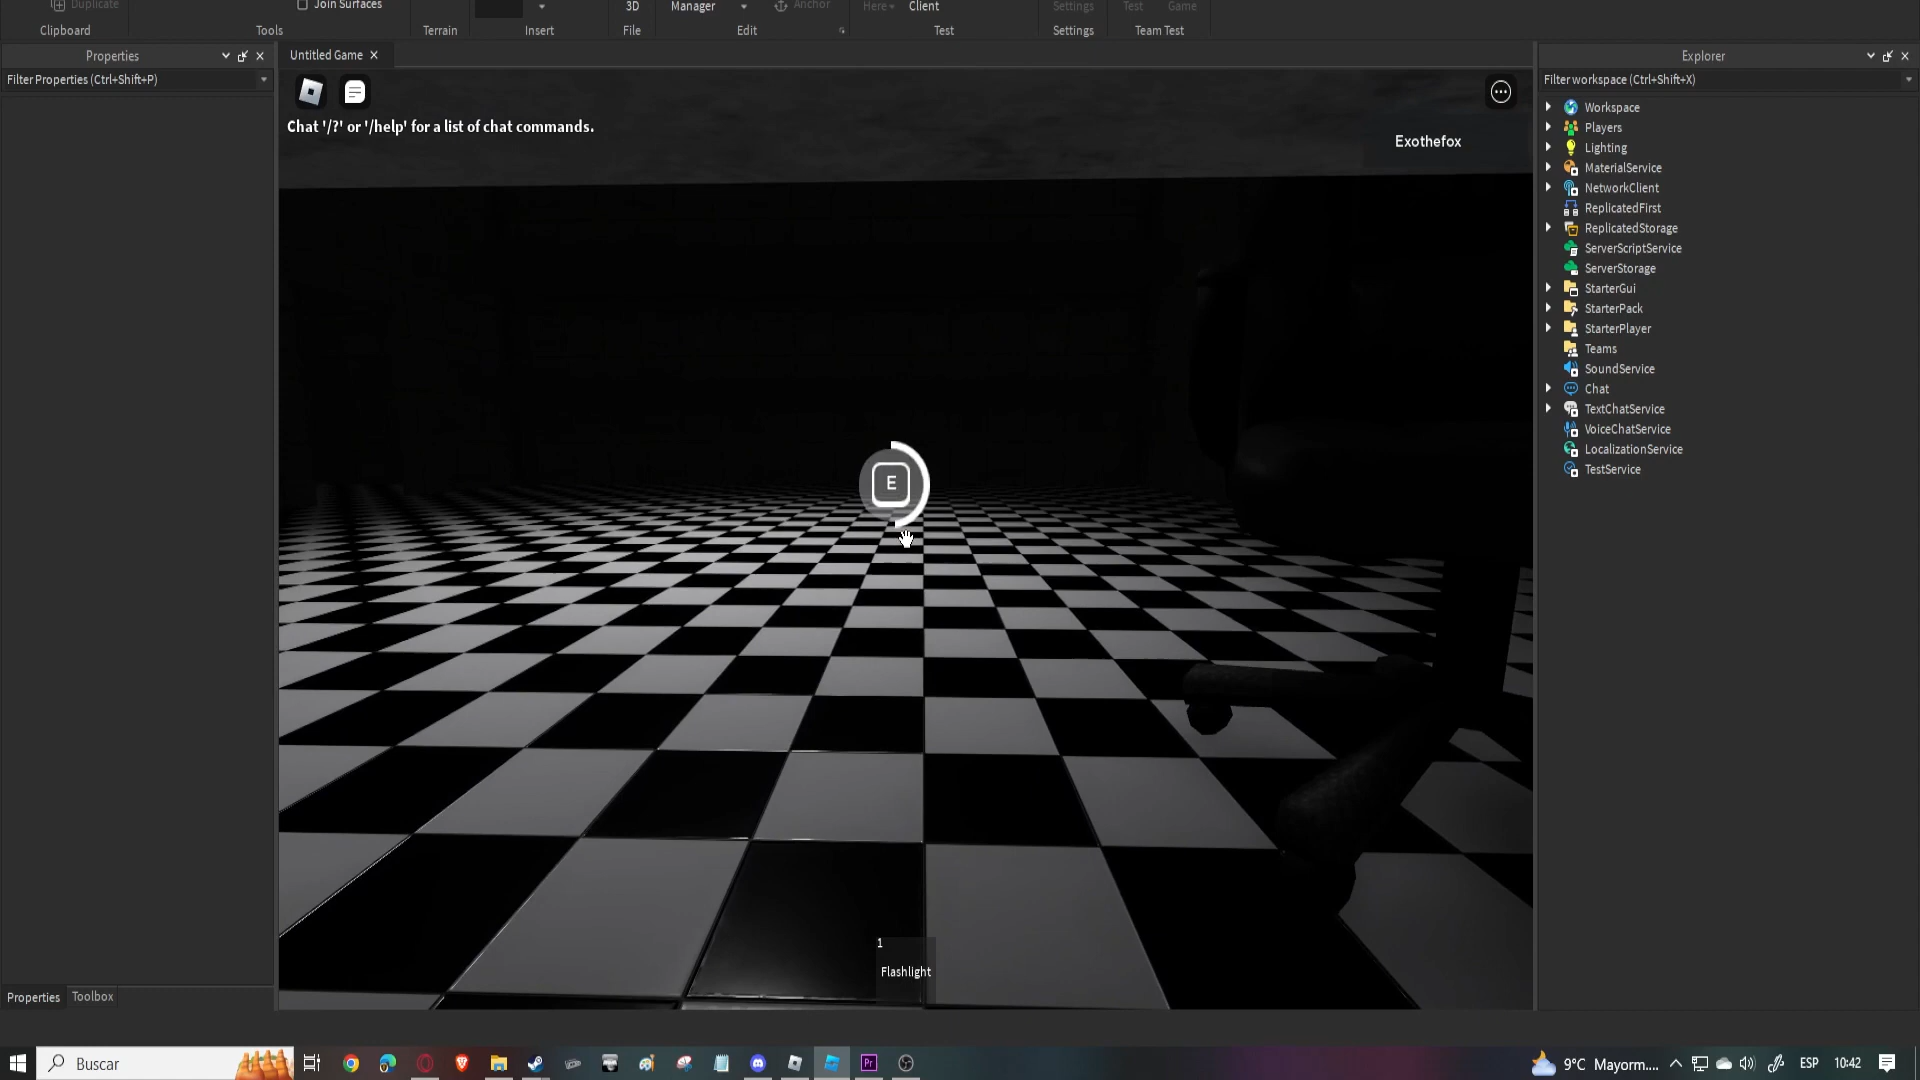 Duplicate
Join Surfaces
3D
Manager
Anchor
Here
Client
Settings
Test
Game
Clipboard
Tools
Terrain
Insert
File
Edit
Test
Settings
Team Test
Properties
Untitled Game
Explorer
Filter Properties (Ctrl+Shift+P)
Filter workspace (Ctrl+Shift+X)
Chat '/?' or '/help' for a list of chat commands.
Exothefox
Workspace
Players
Lighting
MaterialService
NetworkClient
ReplicatedFirst
ReplicatedStorage
ServerScriptService
ServerStorage
StarterGui
StarterPack
StarterPlayer
Teams
SoundService
Chat
TextChatService
VoiceChatService
LocalizationService
TestService
E
1
Flashlight
Properties
Toolbox
Buscar
Pr
9°C
Mayorm....
ESP
10:42